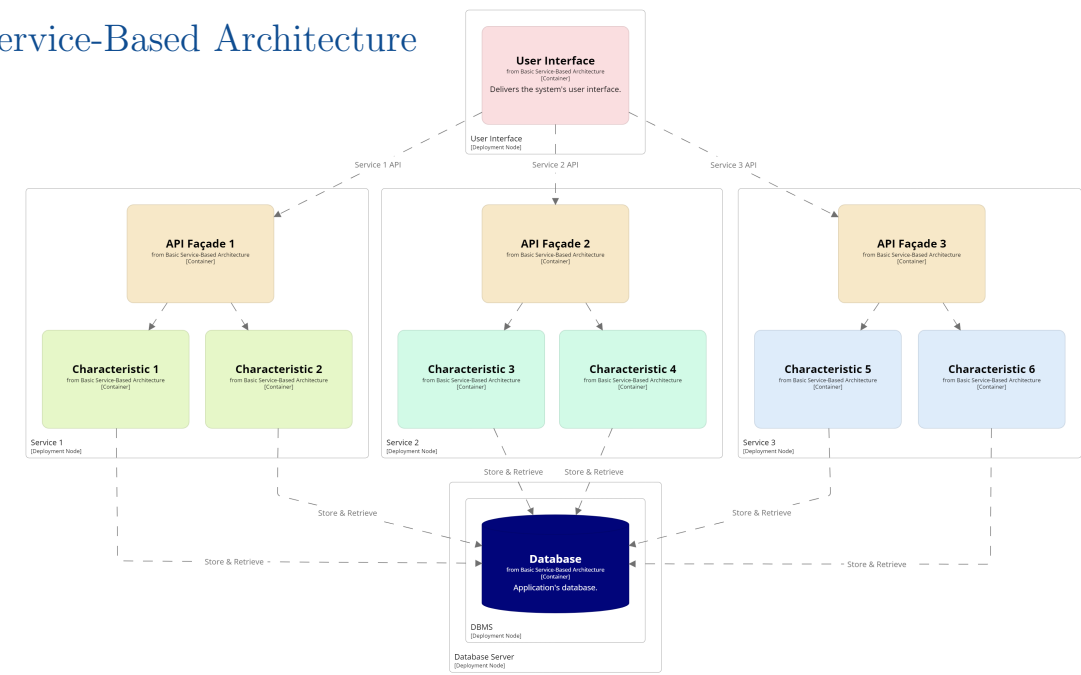 ervice-Based Architecture
User Interface
from Basic Service-Based Architecture
[Container]
Delivers the system's user interface.
User Interface
[Deployment Node]
Service 1 API
Service 2 API
Service 3 API
API Façade 1
from Basic Service-Based Architecture
[Container]
API Façade 2
from Basic Service-Based Architecture
[Container]
API Façade 3
from Basic Service-Based Architecture
[Container]
Characteristic 1
from Basic Service-Based Architecture
[Container]
Characteristic 2
from Basic Service-Based Architecture
[Container]
Characteristic 3
from Basic Service-Based Architecture
[Container]
Characteristic 4
from Basic Service-Based Architecture
[Container]
Characteristic 5
from Basic Service-Based Architecture
[Container]
Characteristic 6
from Basic Service-Based Architecture
[Container]
Service 1
[Deployment Node]
Service 2
[Deployment Node]
Service 3
[Deployment Node]
Store & Retrieve
Store & Retrieve
Store & Retrieve
Store & Retrieve
Store & Retrieve
Store & Retrieve
Database
from Basic Service-Based Architecture
[Container]
Application's database.
DBMS
[Deployment Node]
Database Server
[Deployment Node]